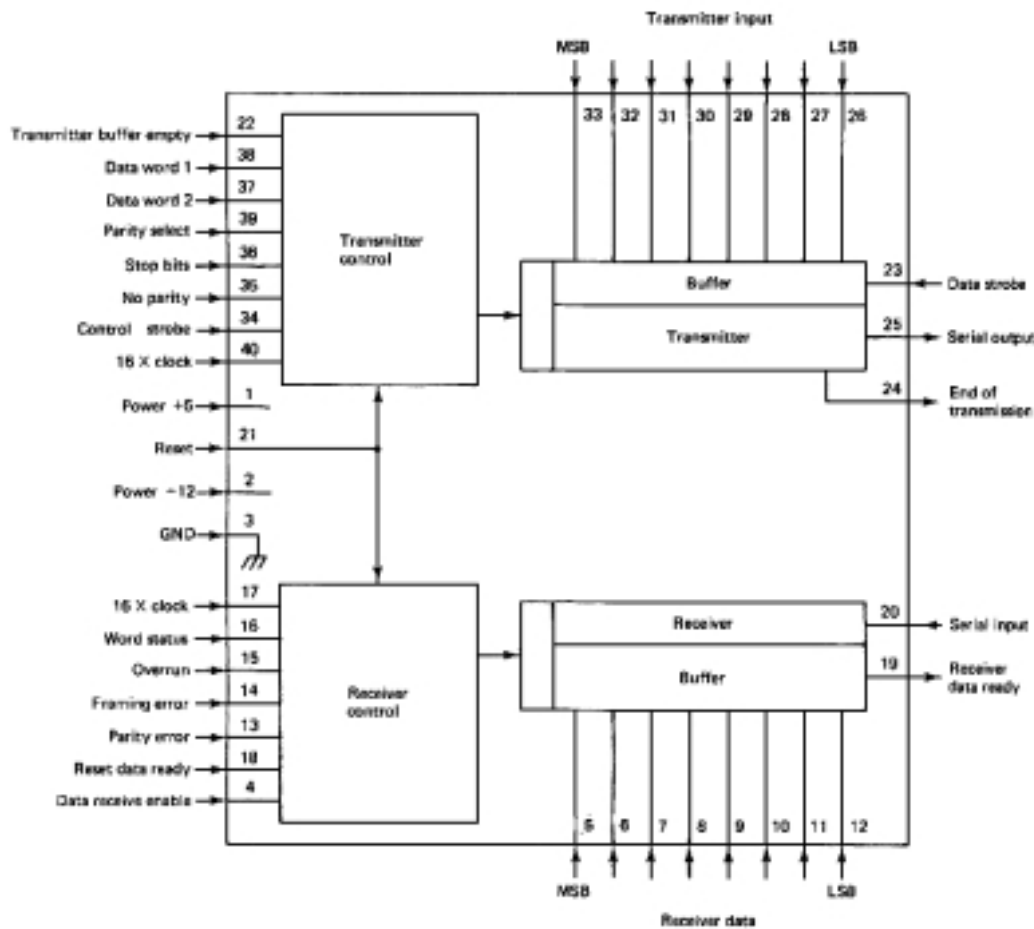 Transmitter input
MSB LSB
33 32 31 30 29 28 27 26
Transmitter buffer empty 22
Data word 1 38
Data word 2 37
Parity select 39
Stop bits 36
No parity 35
Control strobe 34
16 X clock 40
Transmitter
control
Buffer
Transmitter
23 Data strobe
25 Serial output
24 End of
transmission
Power +5 1
Reset 21
Power −12 2
GND 3
16 X clock 17
Word status 16
Overrun 15
Framing error 14
Parity error 13
Reset data ready 18
Data receive enable 4
Receiver
control
Receiver
Buffer
20 Serial input
19 Receiver
data ready
5 6 7 8 9 10 11 12
MSB LSB
Receiver data